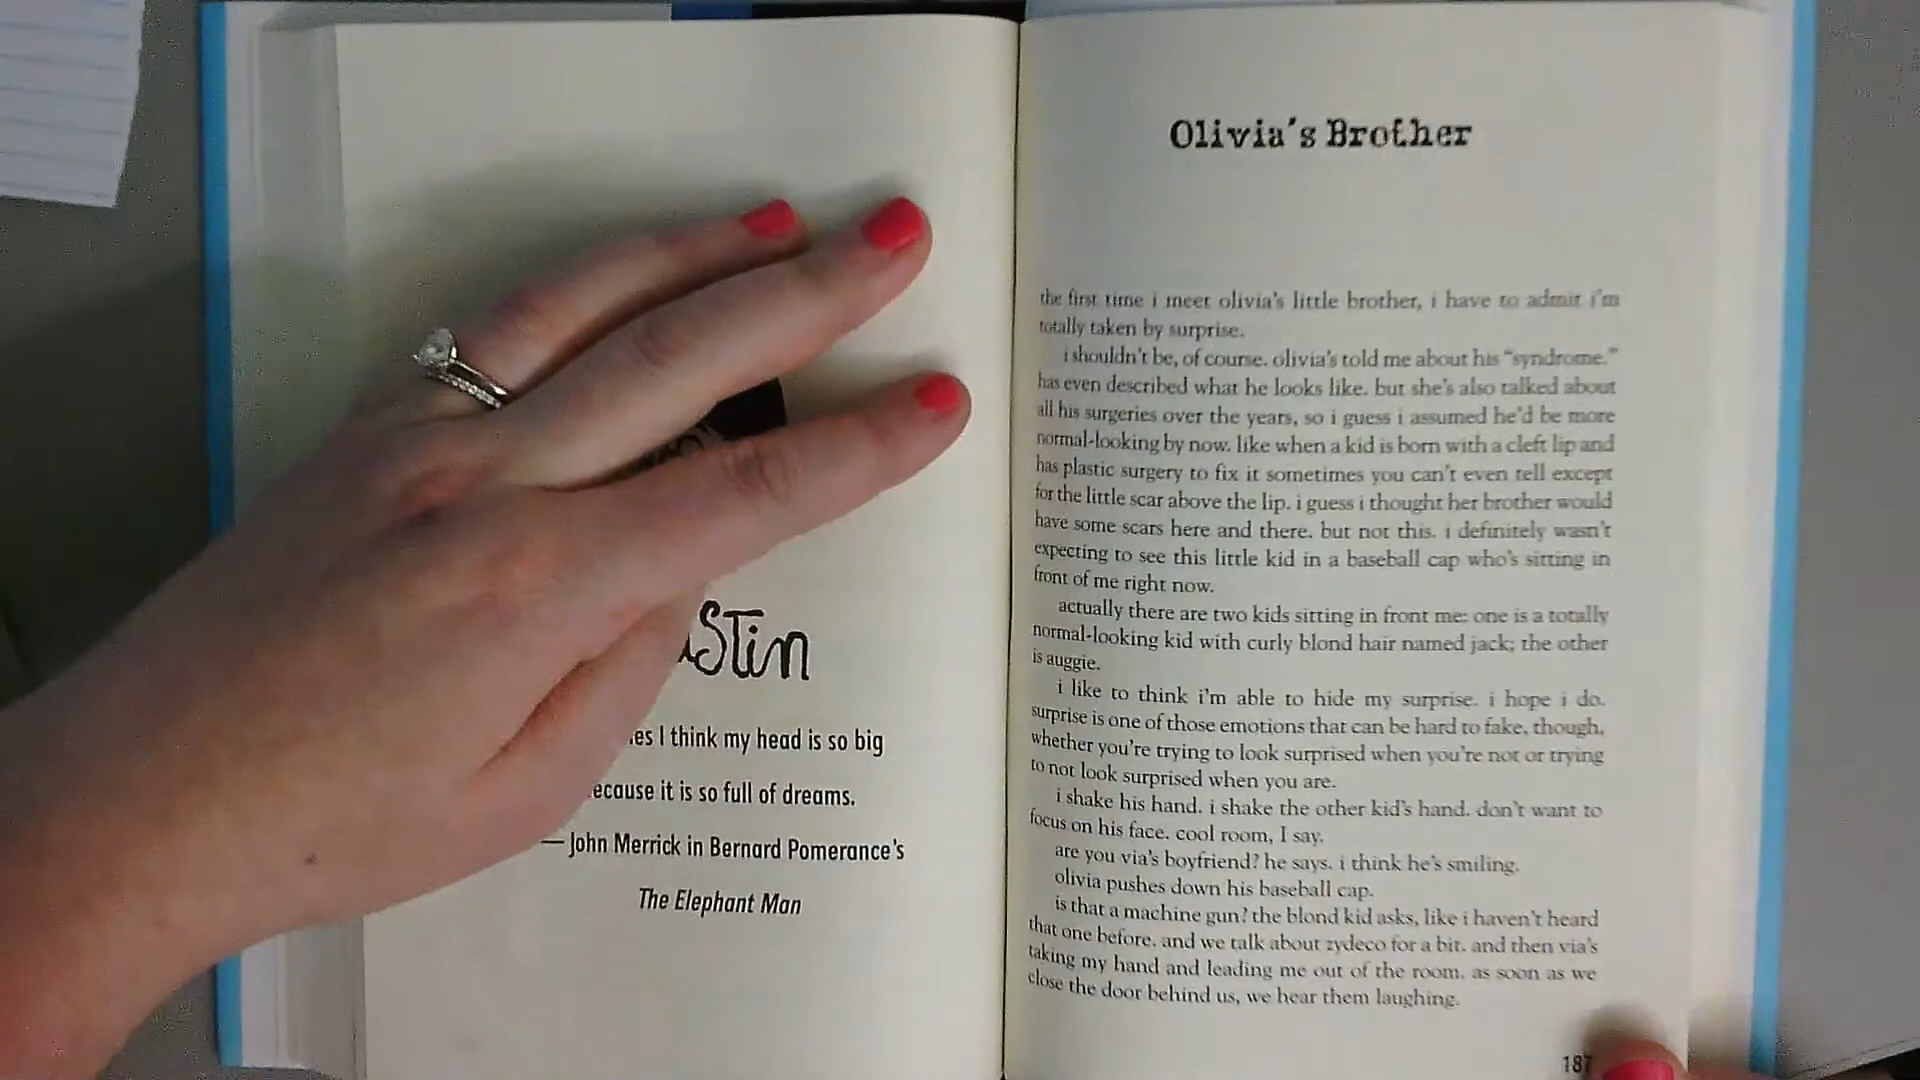 Stin
I think my head is so big
ecause it is so full of dreams.
— John Merrick in Bernard Pomerance's
The Elephant Man
Olivia's Brother
the first time i meet olivia's little brother, i have to admit i'm
totally taken by surprise.
i shouldn't be, of course. olivia's told me about his "syndrome."
has even described what he looks like. but she's also talked about
all his surgeries over the years, so i guess i assumed he'd be more
normal-looking by now. like when a kid is born with a cleft lip and
has plastic surgery to fix it sometimes you can't even tell except
for the little scar above the lip. i guess i thought her brother would
have some scars here and there. but not this. i definitely wasn't
expecting to see this little kid in a baseball cap who's sitting in
front of me right now.
actually there are two kids sitting in front me: one is a totally
normal-looking kid with curly blond hair named jack; the other
is auggie.
i like to think i'm able to hide my surprise. i hope i do.
surprise is one of those emotions that can be hard to fake, though,
whether you're trying to look surprised when you're not or trying
to not look surprised when you are.
i shake his hand. i shake the other kid's hand. don't want to
focus on his face. cool room, I say.
are you via's boyfriend? he says. i think he's smiling.
olivia pushes down his baseball cap.
is that a machine gun? the blond kid asks, like i haven't heard
that one before. and we talk about zydeco for a bit. and then via's
taking my hand and leading me out of the room. as soon as we
close the door behind us, we hear them laughing.
187